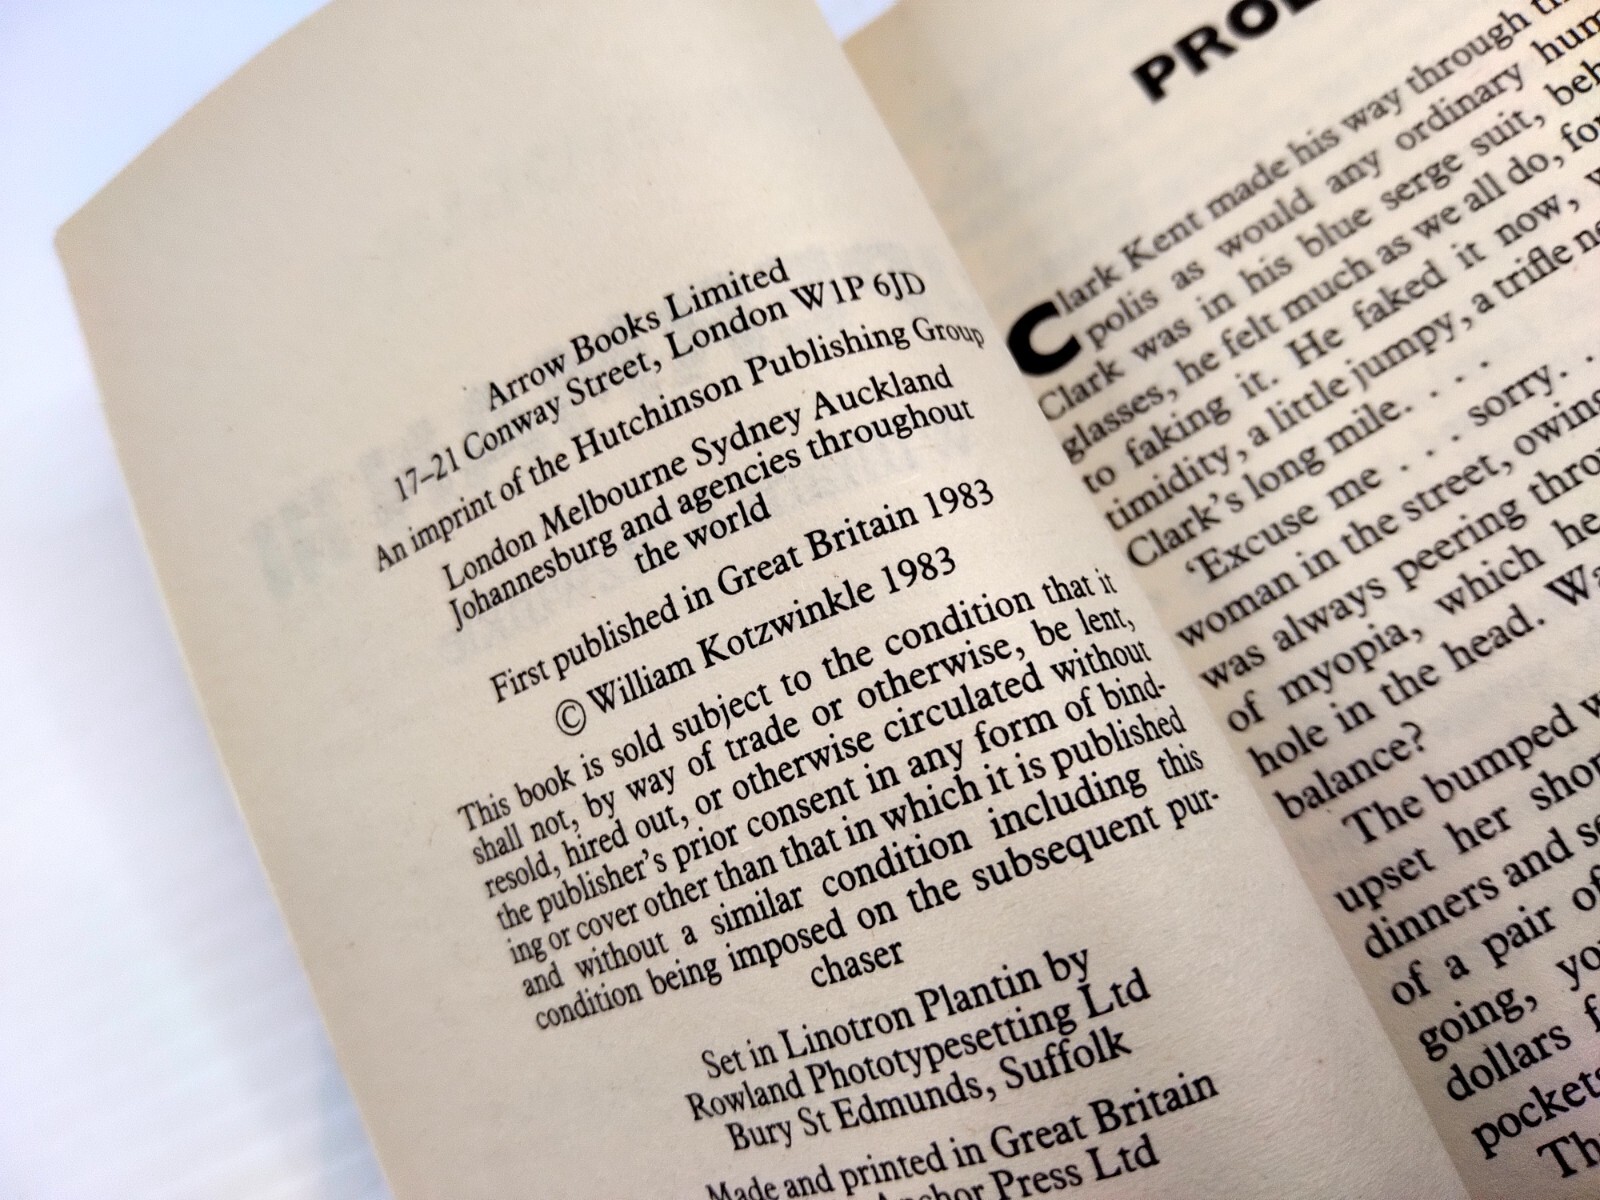 Arrow Books Limited
17–21 Conway Street, London W1P 6JD
An imprint of the Hutchinson Publishing Group
London Melbourne Sydney Auckland
Johannesburg and agencies throughout
the world
First published in Great Britain 1983
© William Kotzwinkle 1983
This book is sold subject to the condition that it
shall not, by way of trade or otherwise, be lent,
resold, hired out, or otherwise circulated without
the publisher's prior consent in any form of bind-
ing or cover other than that in which it is published
and without a similar condition including this
condition being imposed on the subsequent pur-
chaser
Set in Linotron Plantin by
Rowland Phototypesetting Ltd
Bury St Edmunds, Suffolk
Made and printed in Great Britain
Anchor Press Ltd
Clark Kent made his way through
polis as would any ordinary
Clark was in his blue serge suit,
glasses, he felt much as we all do,
to faking it. He faked it now,
timidity, a little jumpy, a trifle
Clark's long mile. . . .
'Excuse me . . . sorry. .
woman in the street,
was always peering
of myopia, which he
hole in the head.
balance?
The bumped
upset her
dinners and
of a pair
going,
dollars